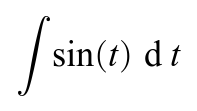 ∫ sin(t) d t